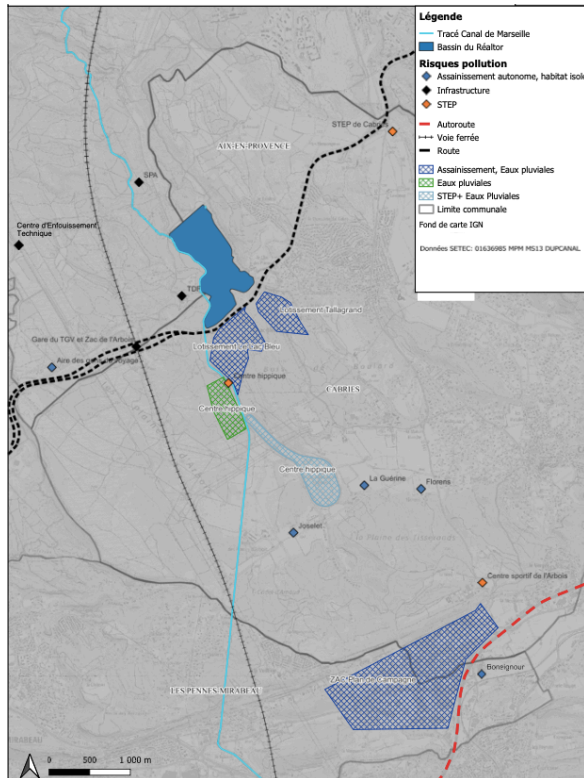 Légende
Tracé Canal de Marseille
Bassin du Réaltor
Risques pollution
Assainissement autonome, habitat isolé
Infrastructure
STEP
Autoroute
Voie ferrée
Route
Assainissement, Eaux pluviales
Eaux pluviales
STEP+ Eaux Pluviales
Limite communale
Fond de carte IGN
Données SETEC: 01636985 MPM MS13 DUPCANAL
STEP de Cabriès
AIX-EN-PROVENCE
SPA
Centre d'Enfouissement
Technique
TDF
Lotissement Tallagrand
Gare du TGV et Zac de l'Arbois
Lotissement Le Lac Bleu
Aire des gens du voyage
Centre hippique
CABRIES
Centre hippique
Centre hippique
La Guérine
Florens
Joselet
Centre sportif de l'Arbois
Boneignour
ZAC Plan de Campagne
LES-PENNES-MIRABEAU
MIRABEAU
0 500 1 000 m